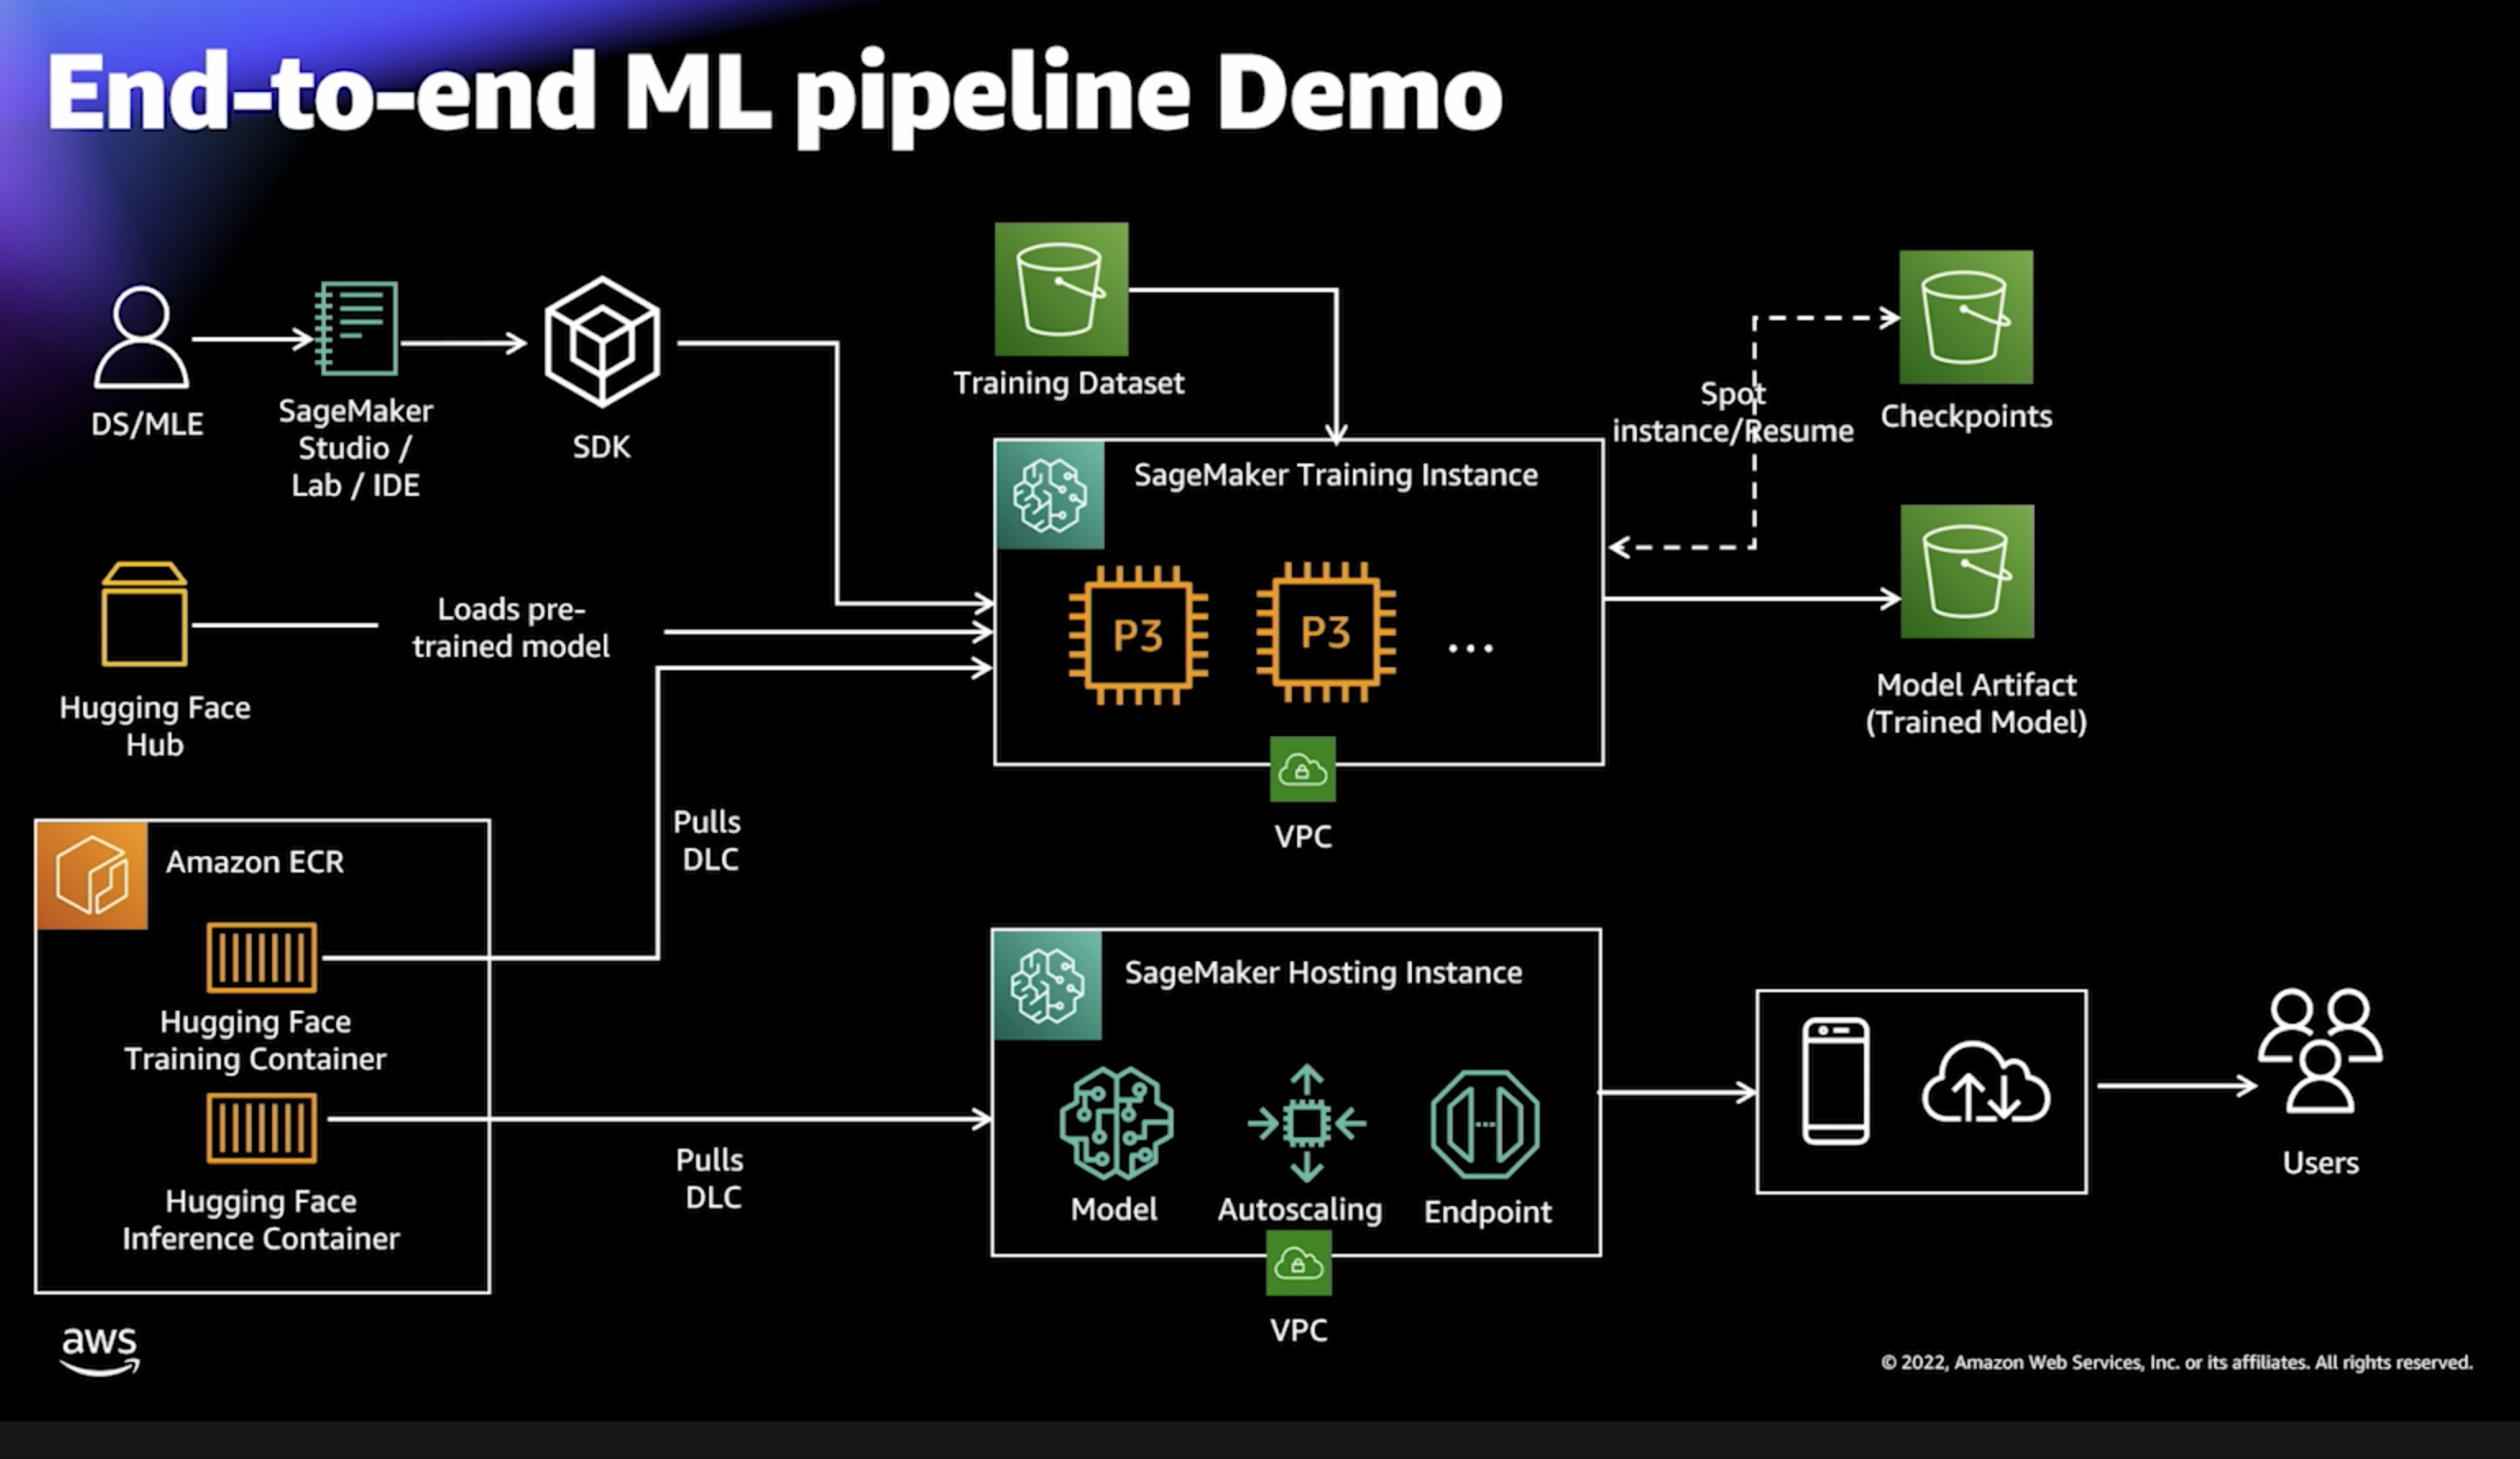 End-to-end ML pipeline Demo
DS/MLE
SageMaker
Studio /
Lab / IDE
SDK
Training Dataset
Spot
instance/Resume
Checkpoints
SageMaker Training Instance
P3
P3
...
VPC
Model Artifact
(Trained Model)
Hugging Face
Hub
Loads pre-
trained model
Pulls
DLC
Amazon ECR
Hugging Face
Training Container
Hugging Face
Inference Container
Pulls
DLC
SageMaker Hosting Instance
Model
Autoscaling
Endpoint
VPC
Users
aws
© 2022, Amazon Web Services, Inc. or its affiliates. All rights reserved.